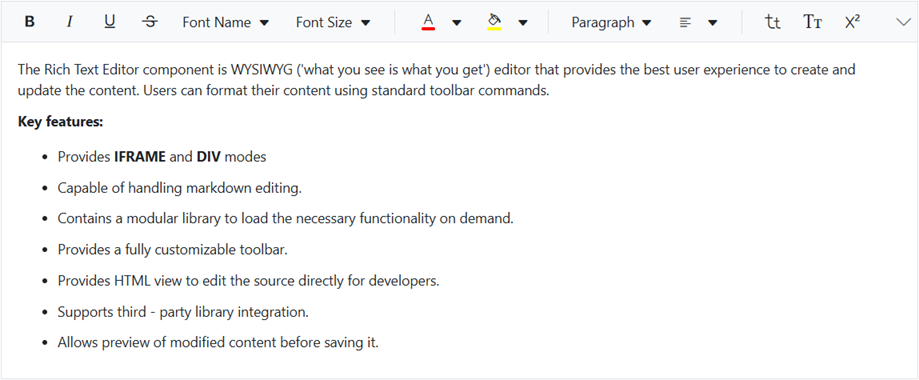 B I U S Font Name Font Size A Paragraph tt TT X²
The Rich Text Editor component is WYSIWYG ('what you see is what you get') editor that provides the best user experience to create and
update the content. Users can format their content using standard toolbar commands.
Key features:
• Provides IFRAME and DIV modes
• Capable of handling markdown editing.
• Contains a modular library to load the necessary functionality on demand.
• Provides a fully customizable toolbar.
• Provides HTML view to edit the source directly for developers.
• Supports third - party library integration.
• Allows preview of modified content before saving it.